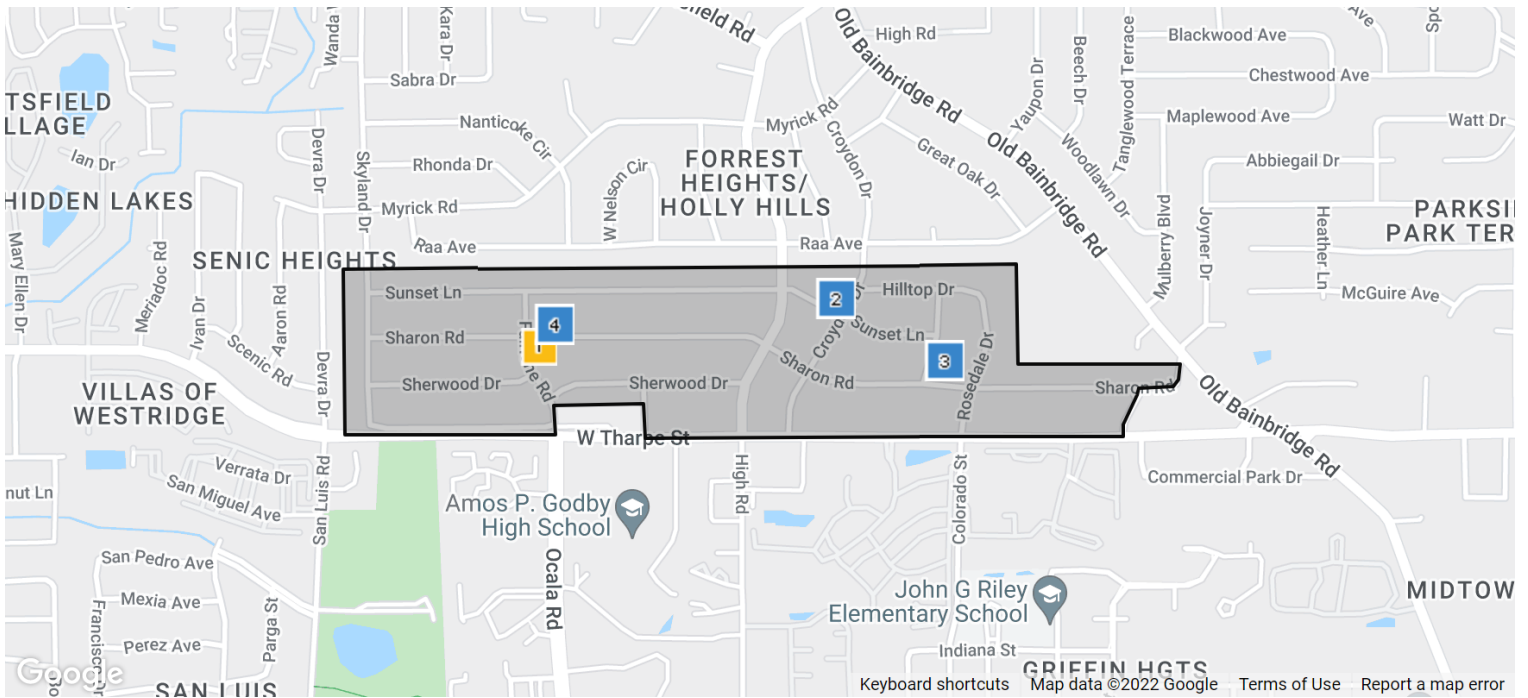 Wanda
Kara Dr
field Rd
High Rd
Old Bainbridge Rd
Blackwood Ave
Ave
Sabra Dr
Chestwood Ave
Beech Dr
Tanglewood Terrace
Yaupon Dr
TSFIELD
LLAGE
Nanticoke Cir
Myrick Rd
Maplewood Ave
Watt Dr
Ian Dr
Devra Dr
Skyland Dr
Rhonda Dr
W Nelson Cir
FORREST
HEIGHTS/
HOLLY HILLS
Croydon Dr
Great Oak Dr
Old Bainbridge Rd
Woodlawn Dr
Abbiegail Dr
HIDDEN LAKES
Myrick Rd
Mulberry Blvd
Joyner Dr
Heather Ln
PARKSI
PARK TER
Mary Ellen Dr
Meriadoc Rd
SENIC HEIGHTS
Raa Ave
Raa Ave
Ivan Dr
Aaron Rd
Sunset Ln
2
Hilltop Dr
McGuire Ave
Scenic Rd
Sharon Rd
4
Sunset Ln
3
Rosedale Dr
Devra Dr
VILLAS OF
WESTRIDGE
Sherwood Dr
Sherwood Dr
Sharon Rd
Sharon Rd
Old Bainbridge Rd
W Tharpe St
Verrata Dr
San Miguel Ave
San Luis Rd
nut Ln
Amos P. Godby
High School
High Rd
Colorado St
Commercial Park Dr
San Pedro Ave
Ocala Rd
Mexia Ave
Parga St
Perez Ave
John G Riley
Elementary School
MIDTOW
Indiana St
GRIFFIN HGTS
SAN LUIS
Google
Keyboard shortcuts
Map data ©2022 Google
Terms of Use
Report a map error